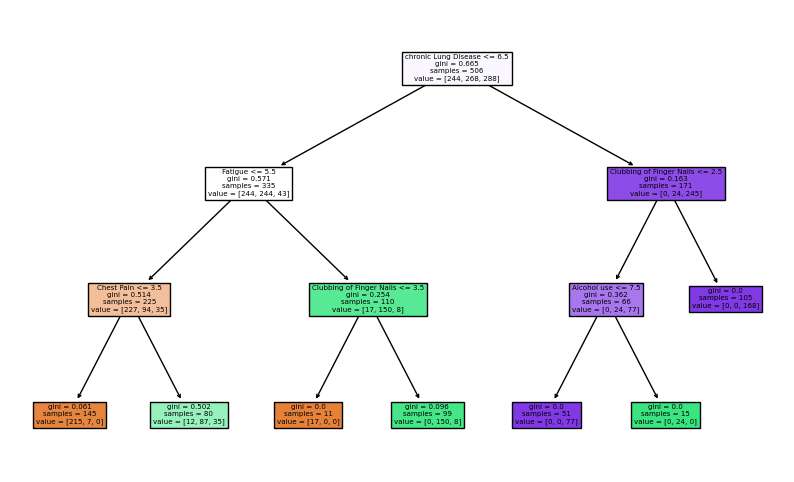 chronic Lung Disease <= 6.5
gini = 0.665
samples = 506
value = [244, 268, 288]
Fatigue <= 5.5
gini = 0.571
samples = 335
value = [244, 244, 43]
Clubbing of Finger Nails <= 2.5
gini = 0.163
samples = 171
value = [0, 24, 245]
Chest Pain <= 3.5
gini = 0.514
samples = 225
value = [227, 94, 35]
Clubbing of Finger Nails <= 3.5
gini = 0.254
samples = 110
value = [17, 150, 8]
Alcohol use <= 7.5
gini = 0.362
samples = 66
value = [0, 24, 77]
gini = 0.0
samples = 105
value = [0, 0, 168]
gini = 0.061
samples = 145
value = [215, 7, 0]
gini = 0.502
samples = 80
value = [12, 87, 35]
gini = 0.0
samples = 11
value = [17, 0, 0]
gini = 0.096
samples = 99
value = [0, 150, 8]
gini = 0.0
samples = 51
value = [0, 0, 77]
gini = 0.0
samples = 15
value = [0, 24, 0]